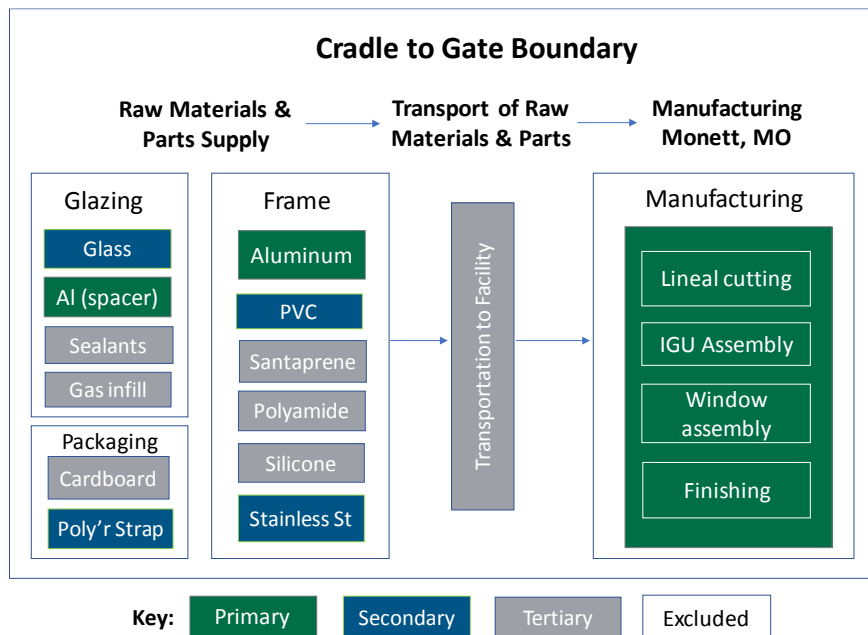 Cradle to Gate Boundary
Raw Materials &
Parts Supply
Transport of Raw
Materials & Parts
Manufacturing
Monett, MO
Glazing
Glass
Al (spacer)
Sealants
Gas infill
Packaging
Cardboard
Poly'r Strap
Frame
Aluminum
PVC
Santaprene
Polyamide
Silicone
Stainless St
Transportation to Facility
Manufacturing
Lineal cutting
IGU Assembly
Window
assembly
Finishing
Key:
Primary
Secondary
Tertiary
Excluded